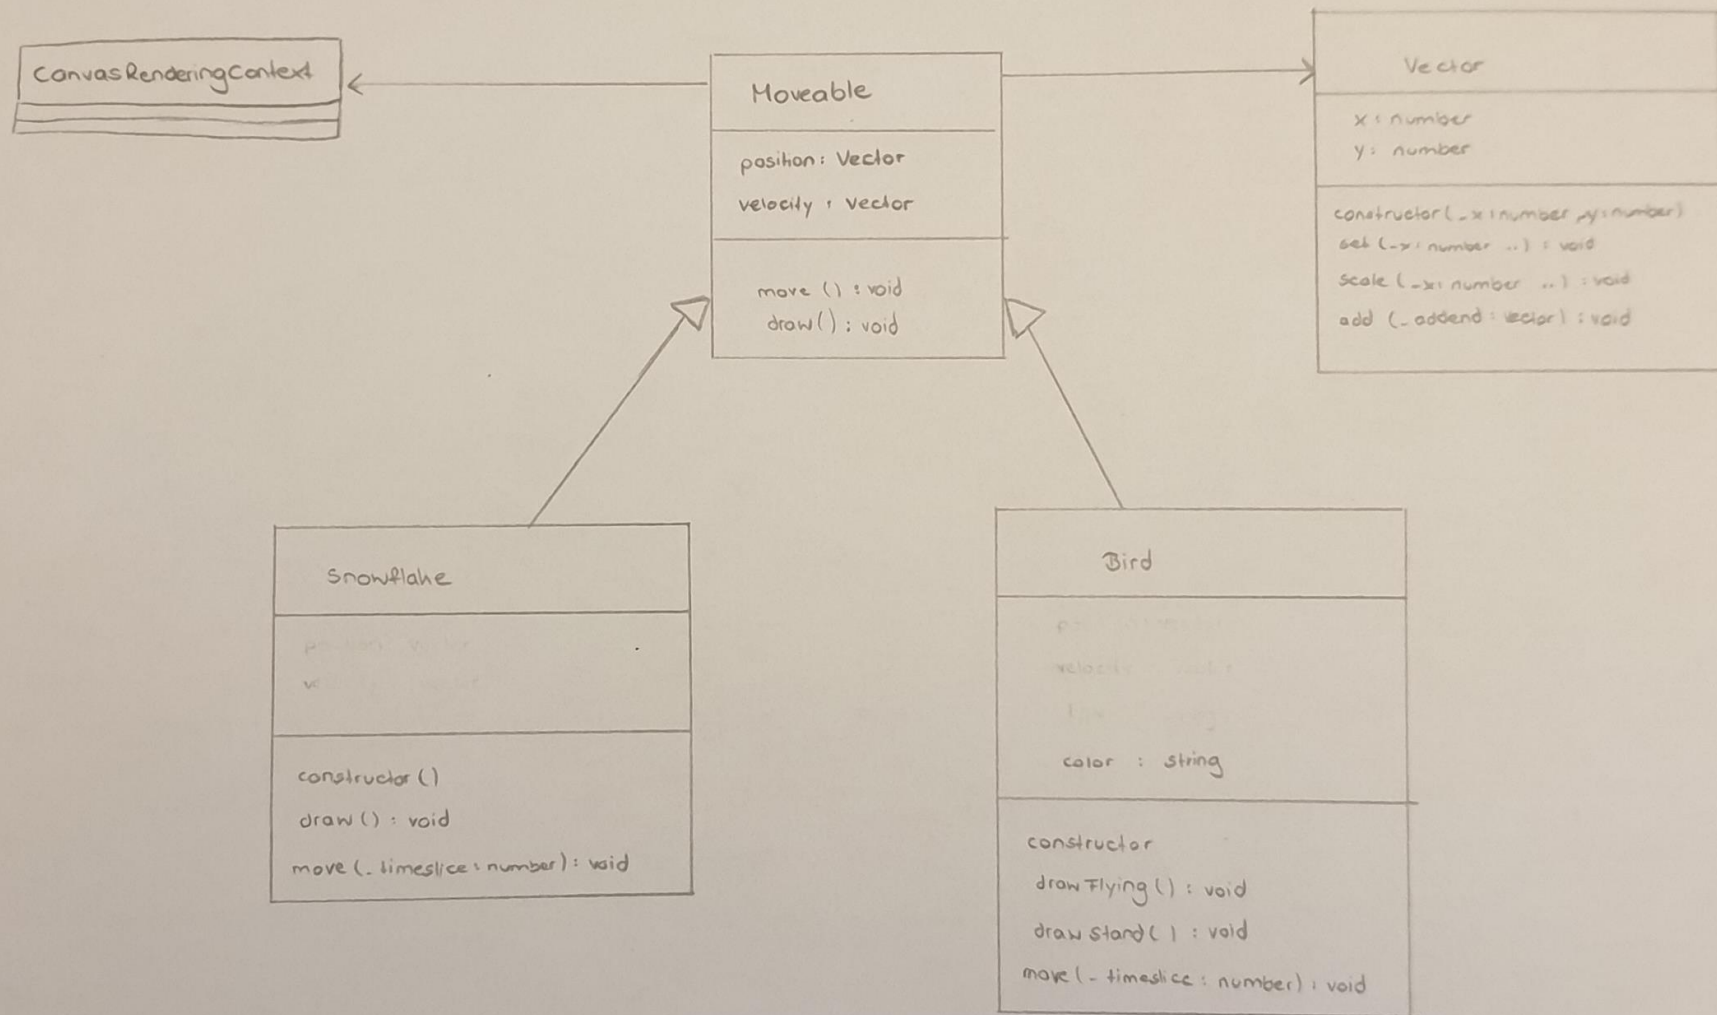 CanvasRenderingContext
Moveable
position: Vector
velocity : Vector
move () : void
draw() : void
Vector
x : number
y : number
constructor(_x : number, _y : number)
set (_x : number ..) : void
scale (_x : number ..) : void
add (_addend : vector) : void
Snowflake
constructor ()
draw () : void
move (_timeslice : number) : void
Bird
velocity
color : string
constructor
drawFlying () : void
drawStand ( ) : void
move (_timeslice : number) : void